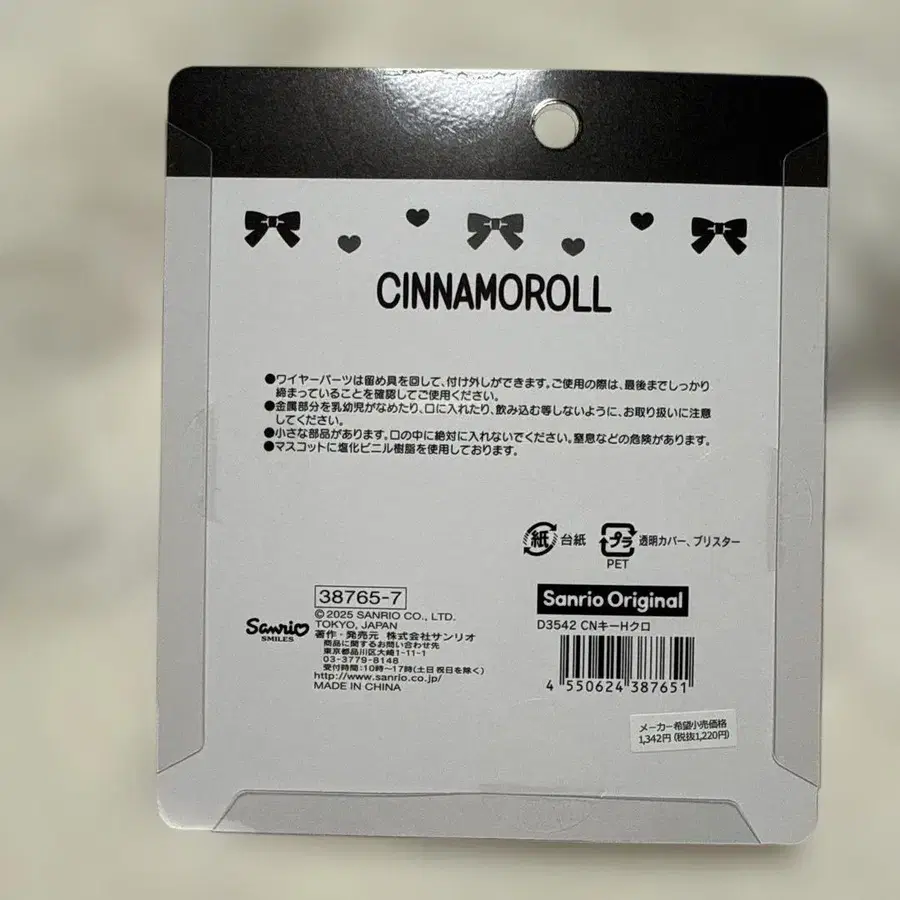 CINNAMOROLL
●ワイヤーパーツは留め具を回して、付け外しができます。ご使用の際は、最後までしっかり
締まっていることを確認してご使用ください。
●金属部分を乳幼児がなめたり、口に入れたり、飲み込む等しないように、お取り扱いに注意
してください。
●小さな部品があります。口の中に絶対に入れないでください。窒息などの危険があります。
●マスコットに塩化ビニル樹脂を使用しております。
紙 台紙 プラ 透明カバー、ブリスター
PET
38765-7
© 2025 SANRIO CO., LTD.
TOKYO, JAPAN
Sanrio
SMILES
著作・発売元 株式会社サンリオ
商品に関するお問い合わせ先
東京都品川区大崎1-11-1
03-3779-8148
受付時間:10時〜17時(土日祝日を除く)
http://www.sanrio.co.jp/
MADE IN CHINA
Sanrio Original
D3542 CNキーHクロ
4 550624 387651
メーカー希望小売価格
1,342円 (税抜1,220円)